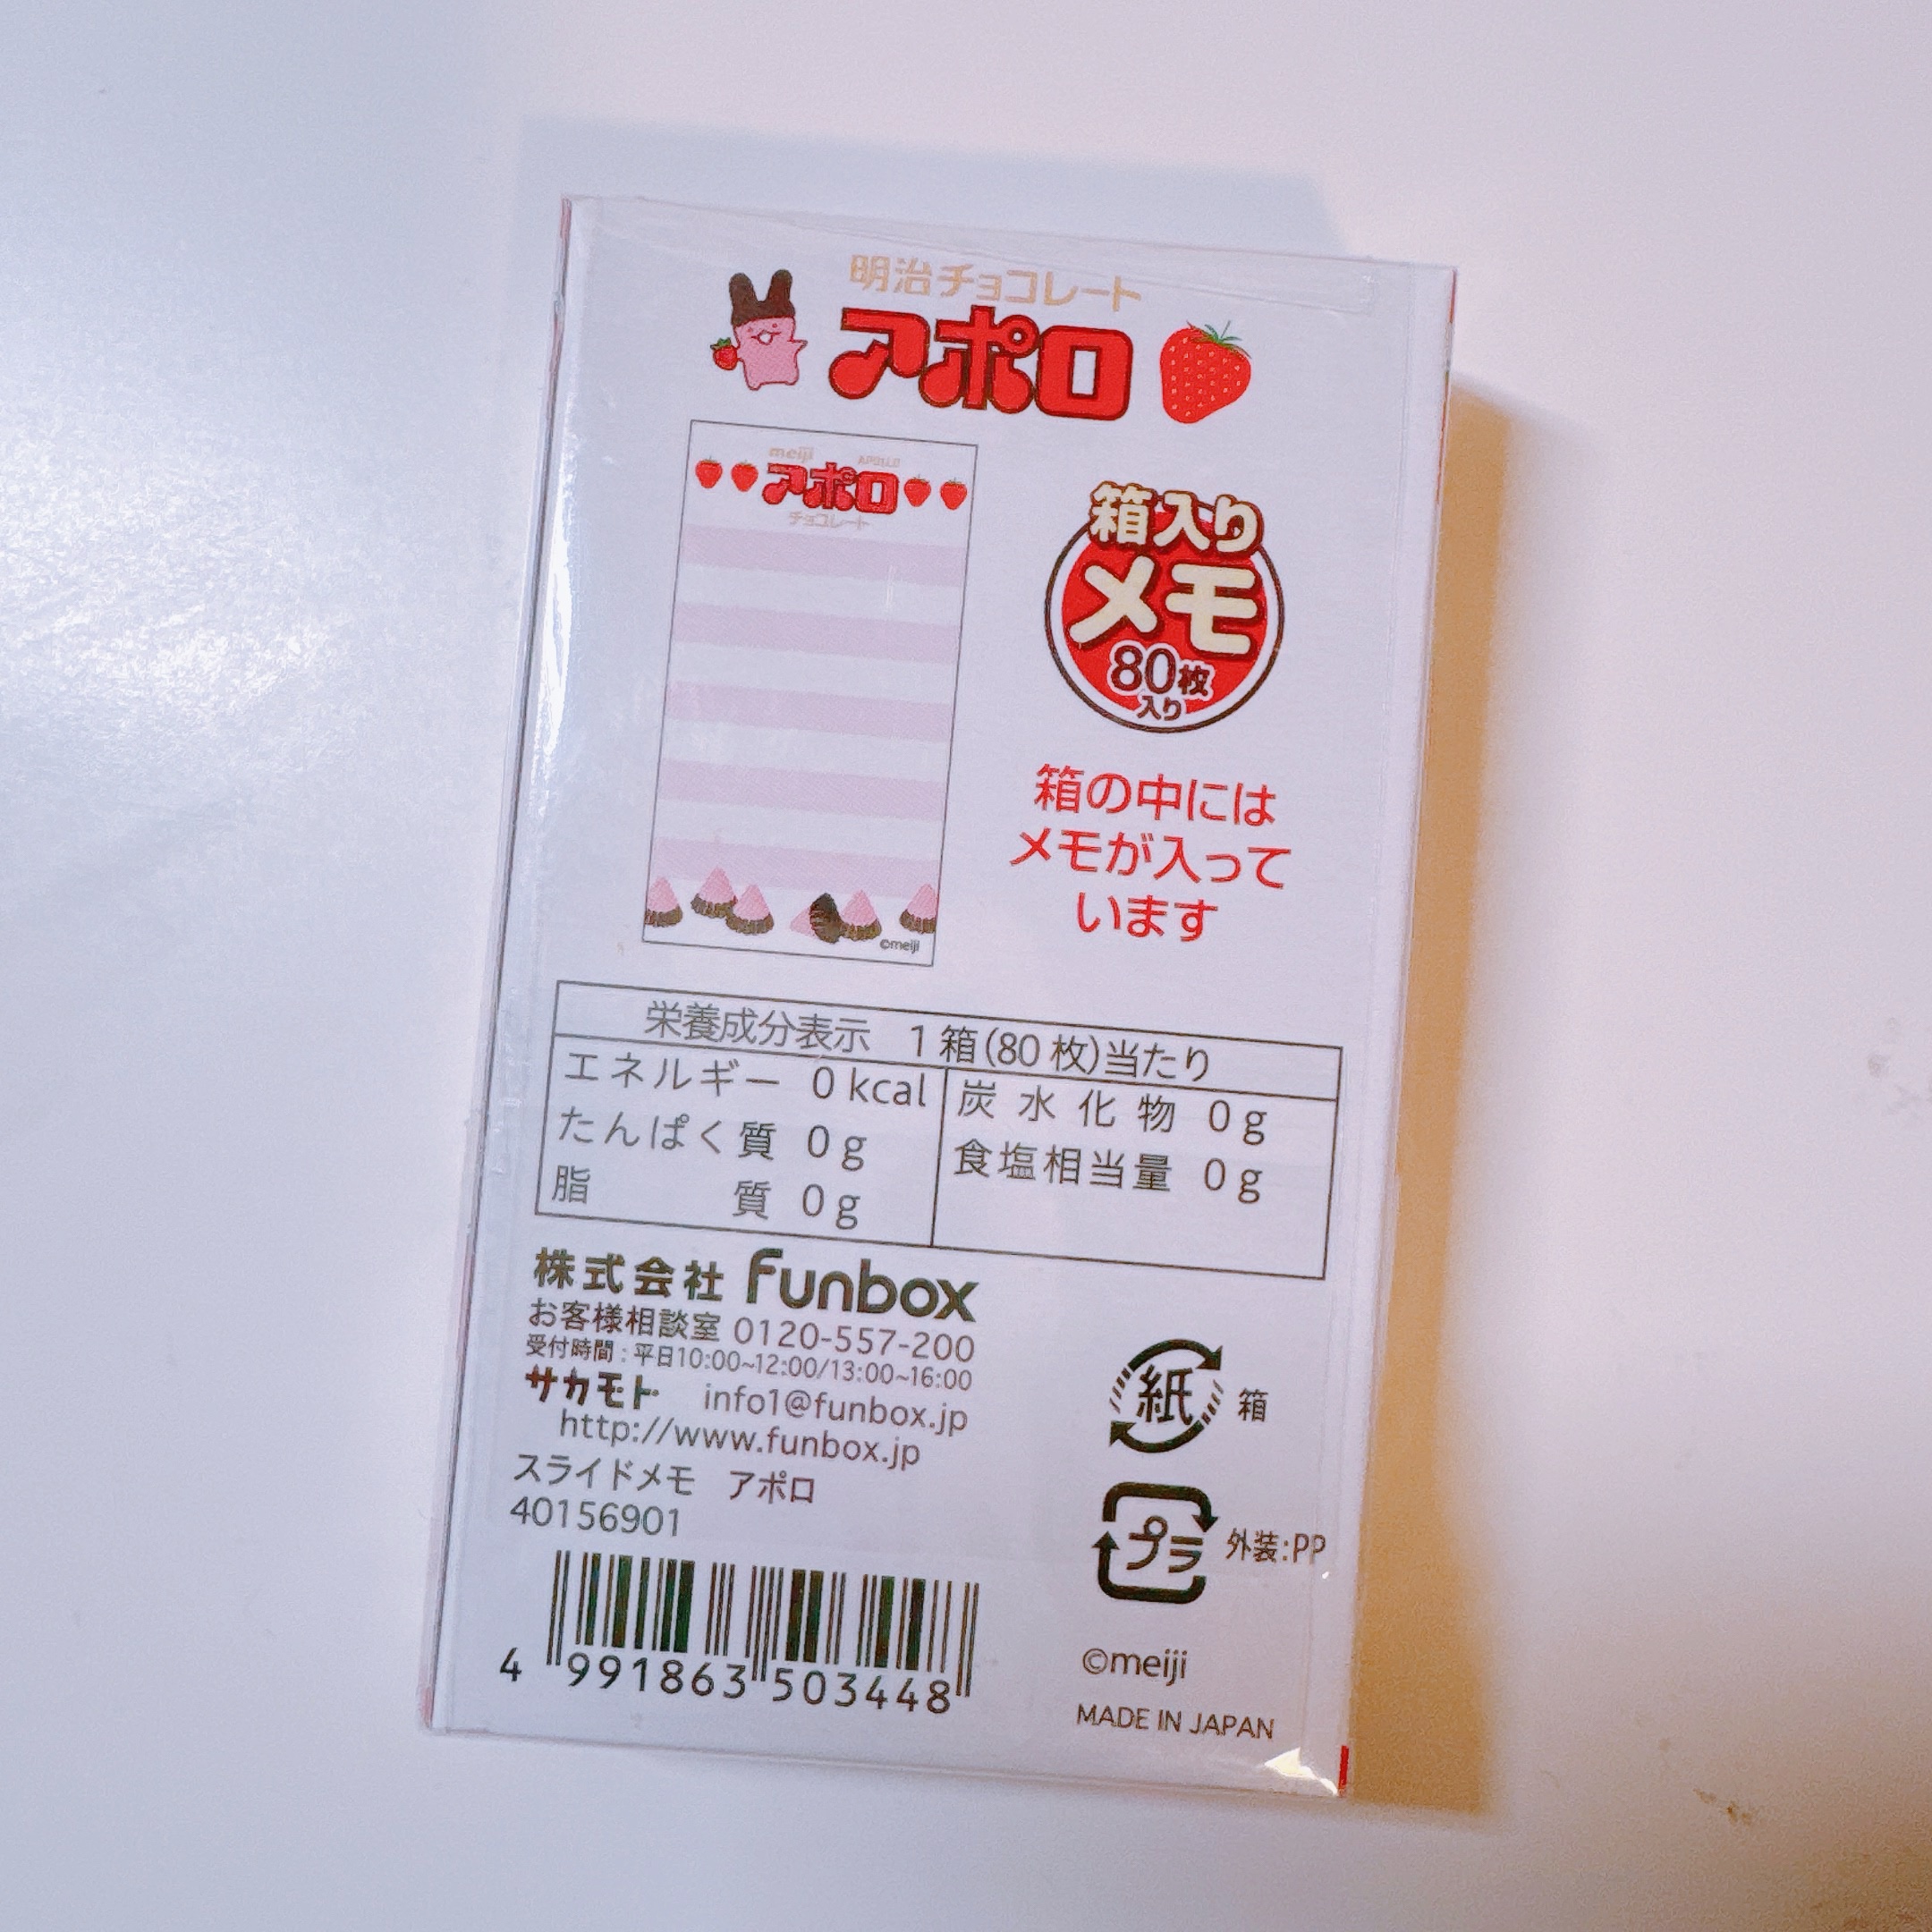 明治チョコレート
アポロ
meiji APOLLO
アポロ
チョコレート
©meiji
箱入り
メモ
80枚
入り
箱の中には
メモが入って
います
栄養成分表示 1箱(80枚)当たり
エネルギー 0kcal
たんぱく質 0g
脂質 0g
炭水化物 0g
食塩相当量 0g
株式会社 funbox
お客様相談室 0120-557-200
受付時間:平日10:00~12:00/13:00~16:00
サカモト info1@funbox.jp
http://www.funbox.jp
スライドメモ アポロ
40156901
4 991863 503448
紙 箱
プラ 外装:PP
©meiji
MADE IN JAPAN